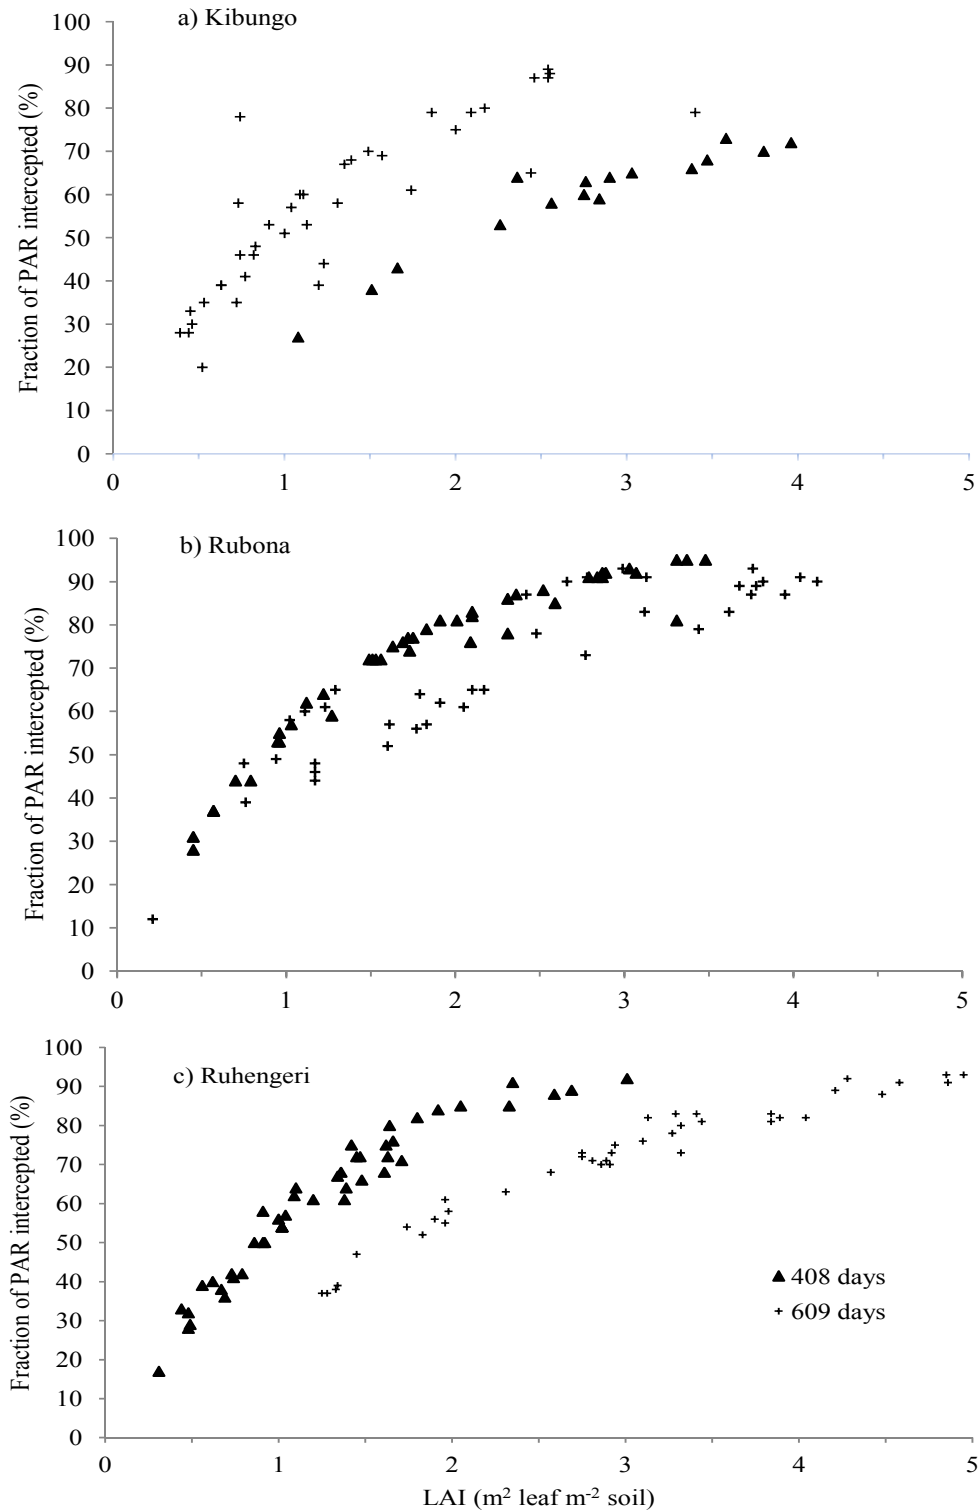 a) Kibungo
Fraction of PAR intercepted (%)
100
90
80
70
60
50
40
30
20
10
0
0 1 2 3 4 5
b) Rubona
Fraction of PAR intercepted (%)
100
90
80
70
60
50
40
30
20
10
0
0 1 2 3 4 5
c) Ruhengeri
Fraction of PAR intercepted (%)
100
90
80
70
60
50
40
30
20
10
0
408 days
609 days
0 1 2 3 4 5
LAI (m² leaf m⁻² soil)